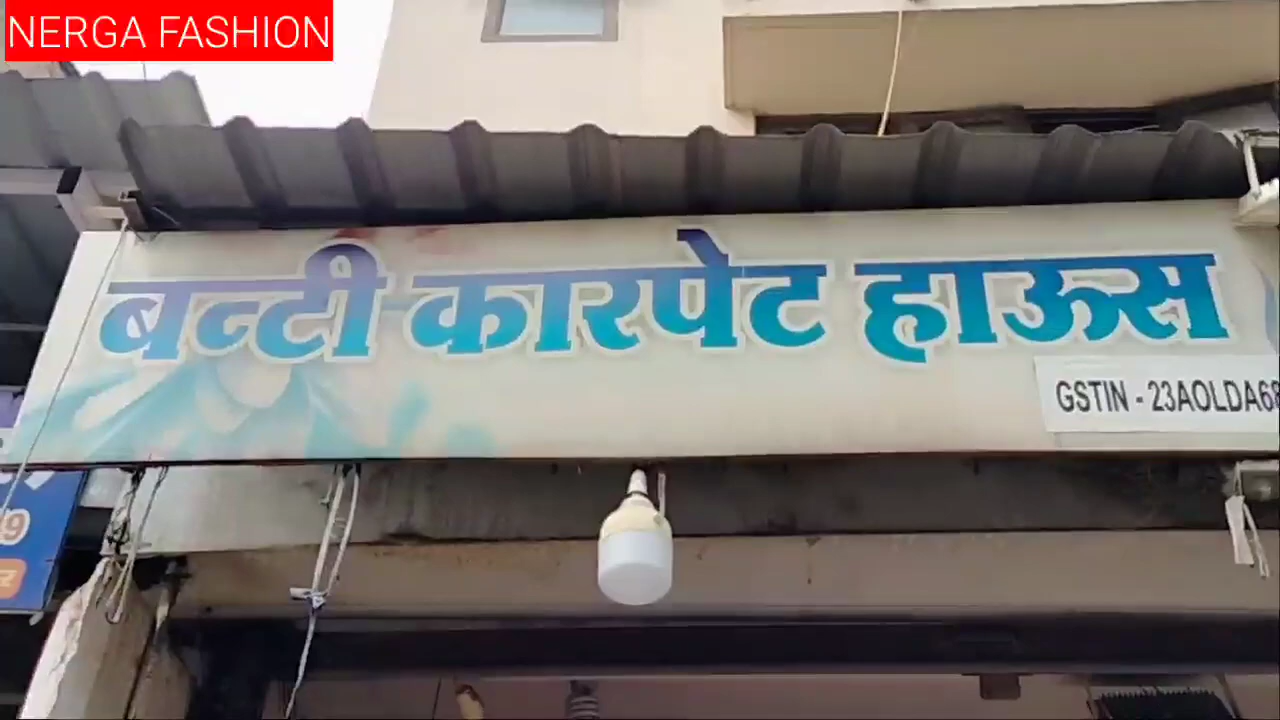 NERGA FASHION
बन्टी कारपेट हाऊस
GSTIN - 23AOLDA68